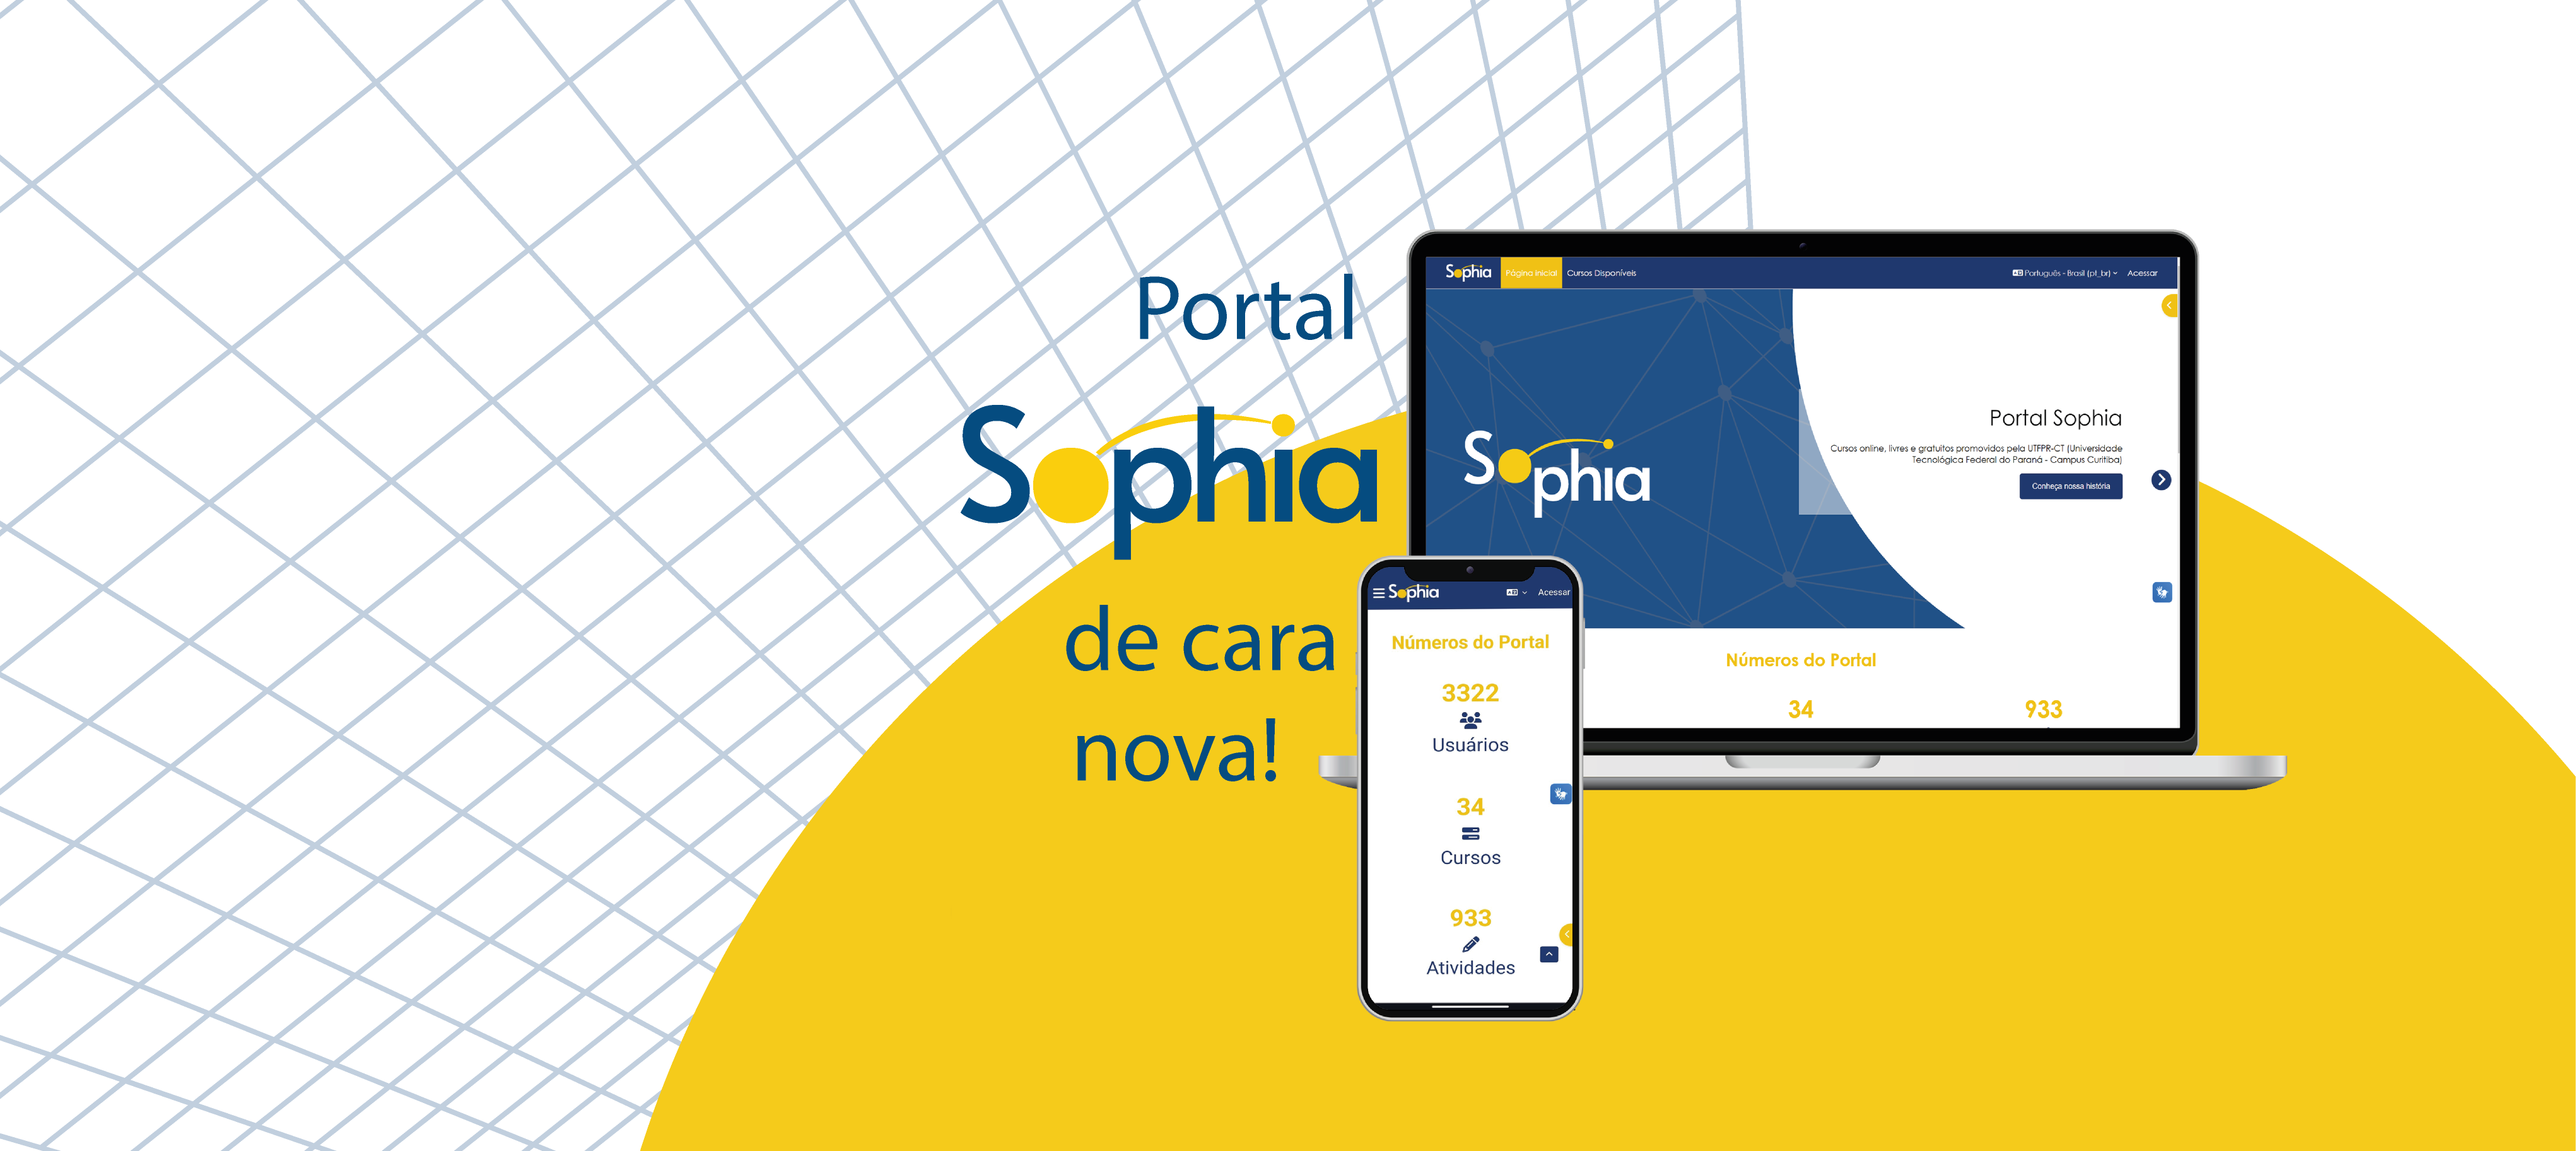 Portal
Sophia
de cara
nova!
Sophia
Página inicial
Cursos Disponíveis
Português - Brasil (pt_br)
Acessar
Sophia
Portal Sophia
Cursos online, livres e gratuitos promovidos pela UTFPR-CT (Universidade
Tecnológica Federal do Paraná - Campus Curitiba)
Conheça nossa história
Números do Portal
34
933
Sophia
Acessar
Números do Portal
3322
Usuários
34
Cursos
933
Atividades